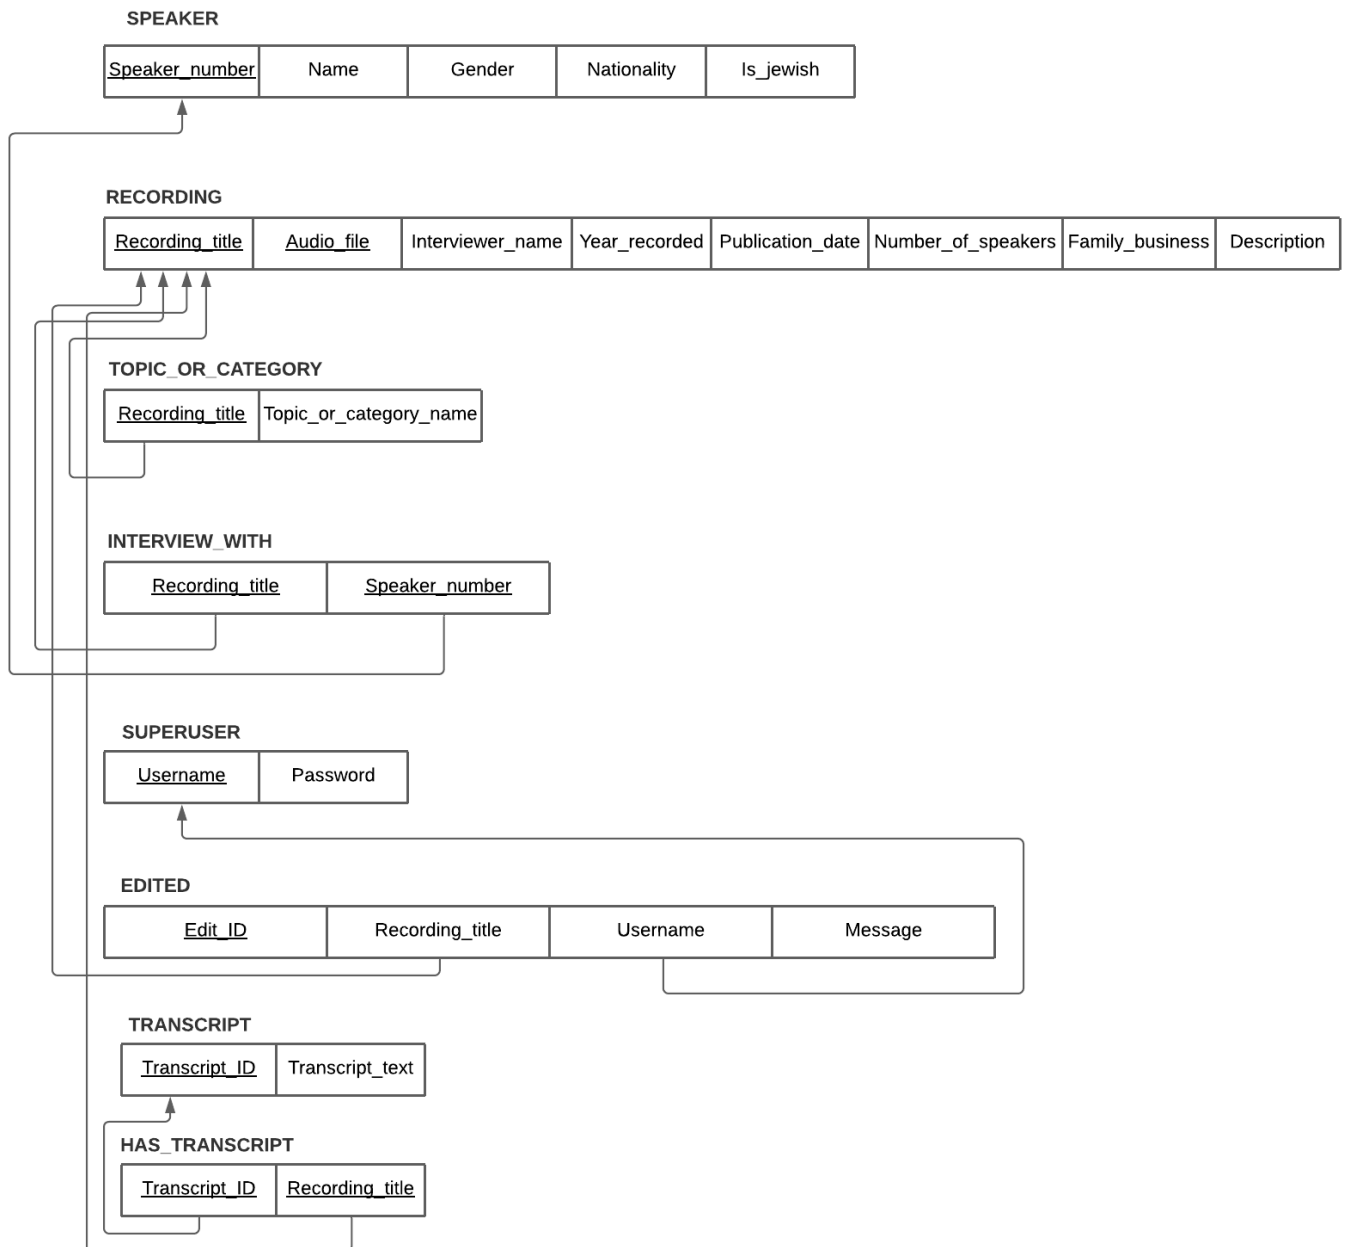 SPEAKER
Speaker_number Name Gender Nationality Is_jewish
RECORDING
Recording_title Audio_file Interviewer_name Year_recorded Publication_date Number_of_speakers Family_business Description
TOPIC_OR_CATEGORY
Recording_title Topic_or_category_name
INTERVIEW_WITH
Recording_title Speaker_number
SUPERUSER
Username Password
EDITED
Edit_ID Recording_title Username Message
TRANSCRIPT
Transcript_ID Transcript_text
HAS_TRANSCRIPT
Transcript_ID Recording_title